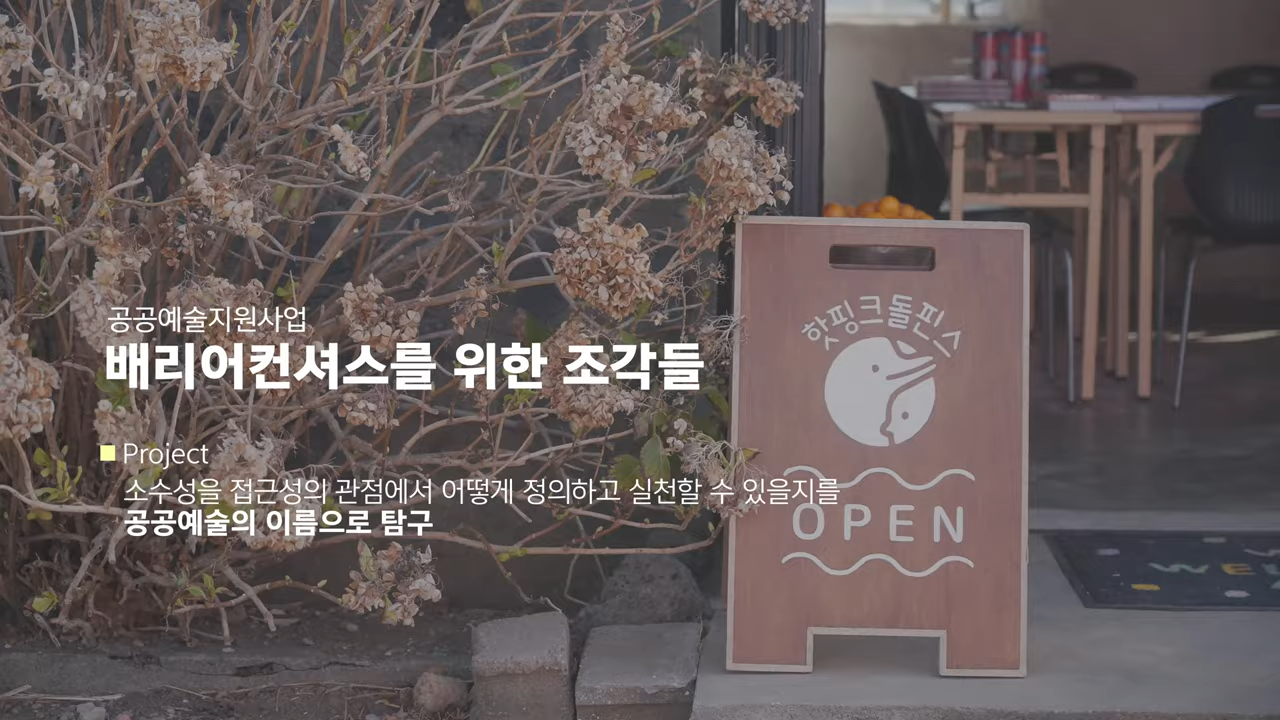 공공예술지원사업
배리어컨셔스를 위한 조각들
Project
소수성을 접근성의 관점에서 어떻게 정의하고 실천할 수 있을지를
공공예술의 이름으로 탐구
핫핑크돌핀스
OPEN